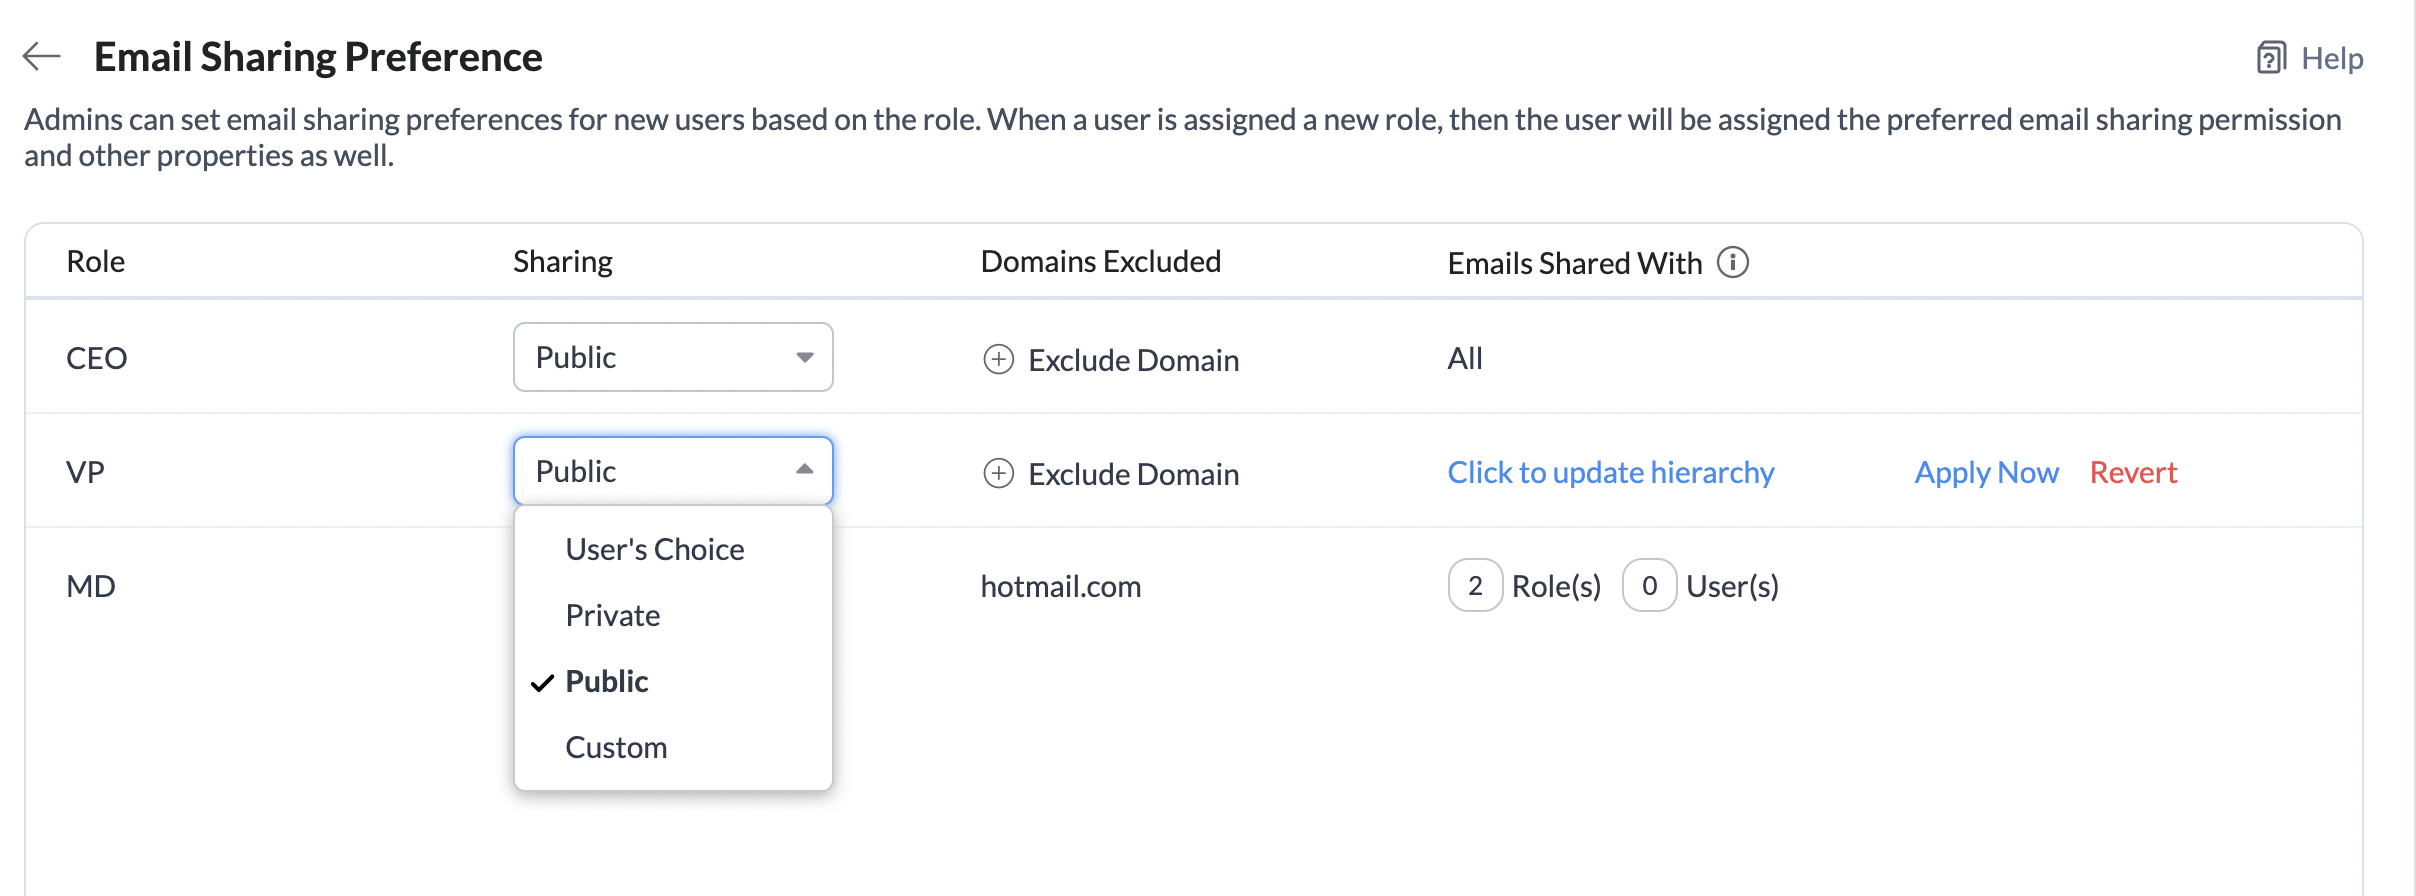 Email Sharing Preference
Help
Admins can set email sharing preferences for new users based on the role. When a user is assigned a new role, then the user will be assigned the preferred email sharing permission
and other properties as well.
Role Sharing Domains Excluded Emails Shared With
CEO Public Exclude Domain All
VP Public Exclude Domain Click to update hierarchy Apply Now Revert
User's Choice
Private
Public
Custom
MD hotmail.com 2 Role(s) 0 User(s)